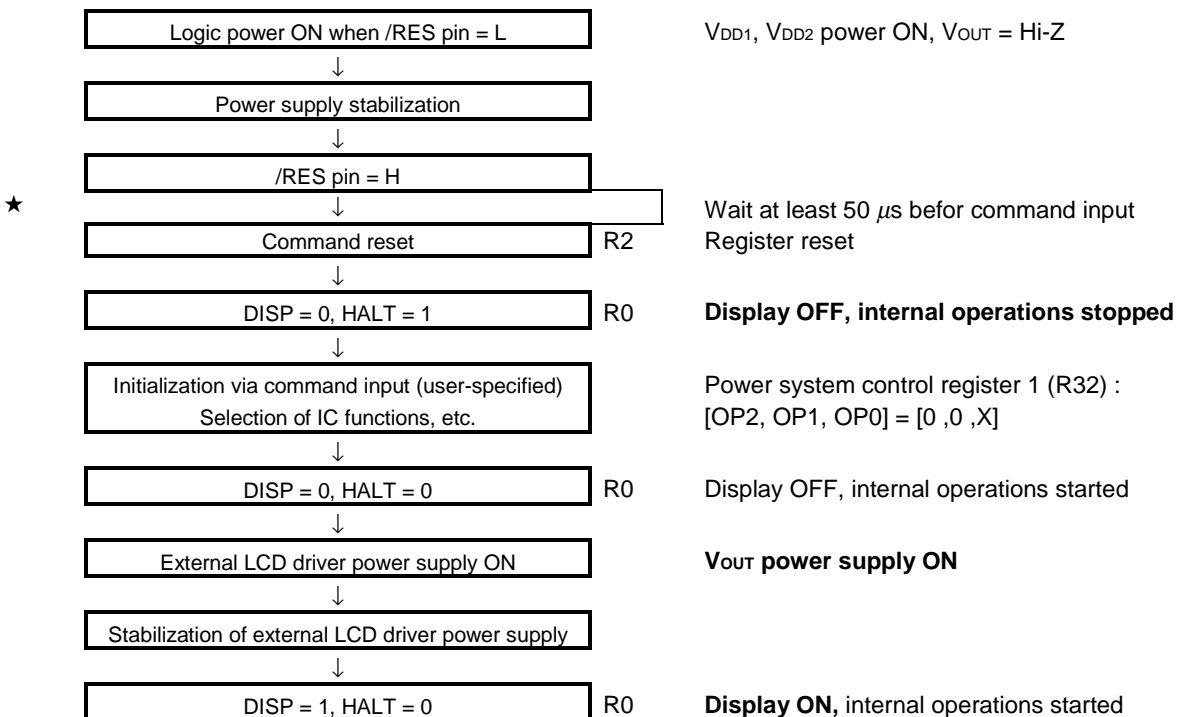 Logic power ON when /RES pin = L VDD1, VDD2 power ON, VOUT = Hi-Z
↓
Power supply stabilization
↓
/RES pin = H
★ ↓ Wait at least 50 μs befor command input
Command reset R2 Register reset
↓
DISP = 0, HALT = 1 R0 Display OFF, internal operations stopped
↓
Initialization via command input (user-specified) Power system control register 1 (R32) :
Selection of IC functions, etc. [OP2, OP1, OP0] = [0 ,0 ,X]
↓
DISP = 0, HALT = 0 R0 Display OFF, internal operations started
↓
External LCD driver power supply ON VOUT power supply ON
↓
Stabilization of external LCD driver power supply
↓
DISP = 1, HALT = 0 R0 Display ON, internal operations started